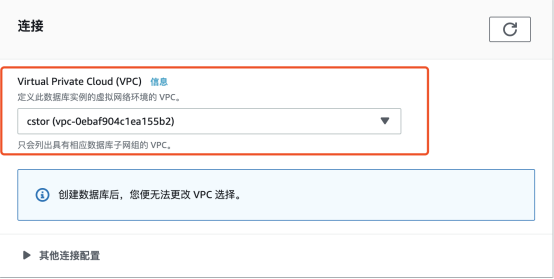 连接
Virtual Private Cloud (VPC) 信息
定义此数据库实例的虚拟网络环境的 VPC。
cstor (vpc-0ebaf904c1ea155b2)
只会列出具有相应数据库子网组的 VPC。
创建数据库后，您便无法更改 VPC 选择。
其他连接配置